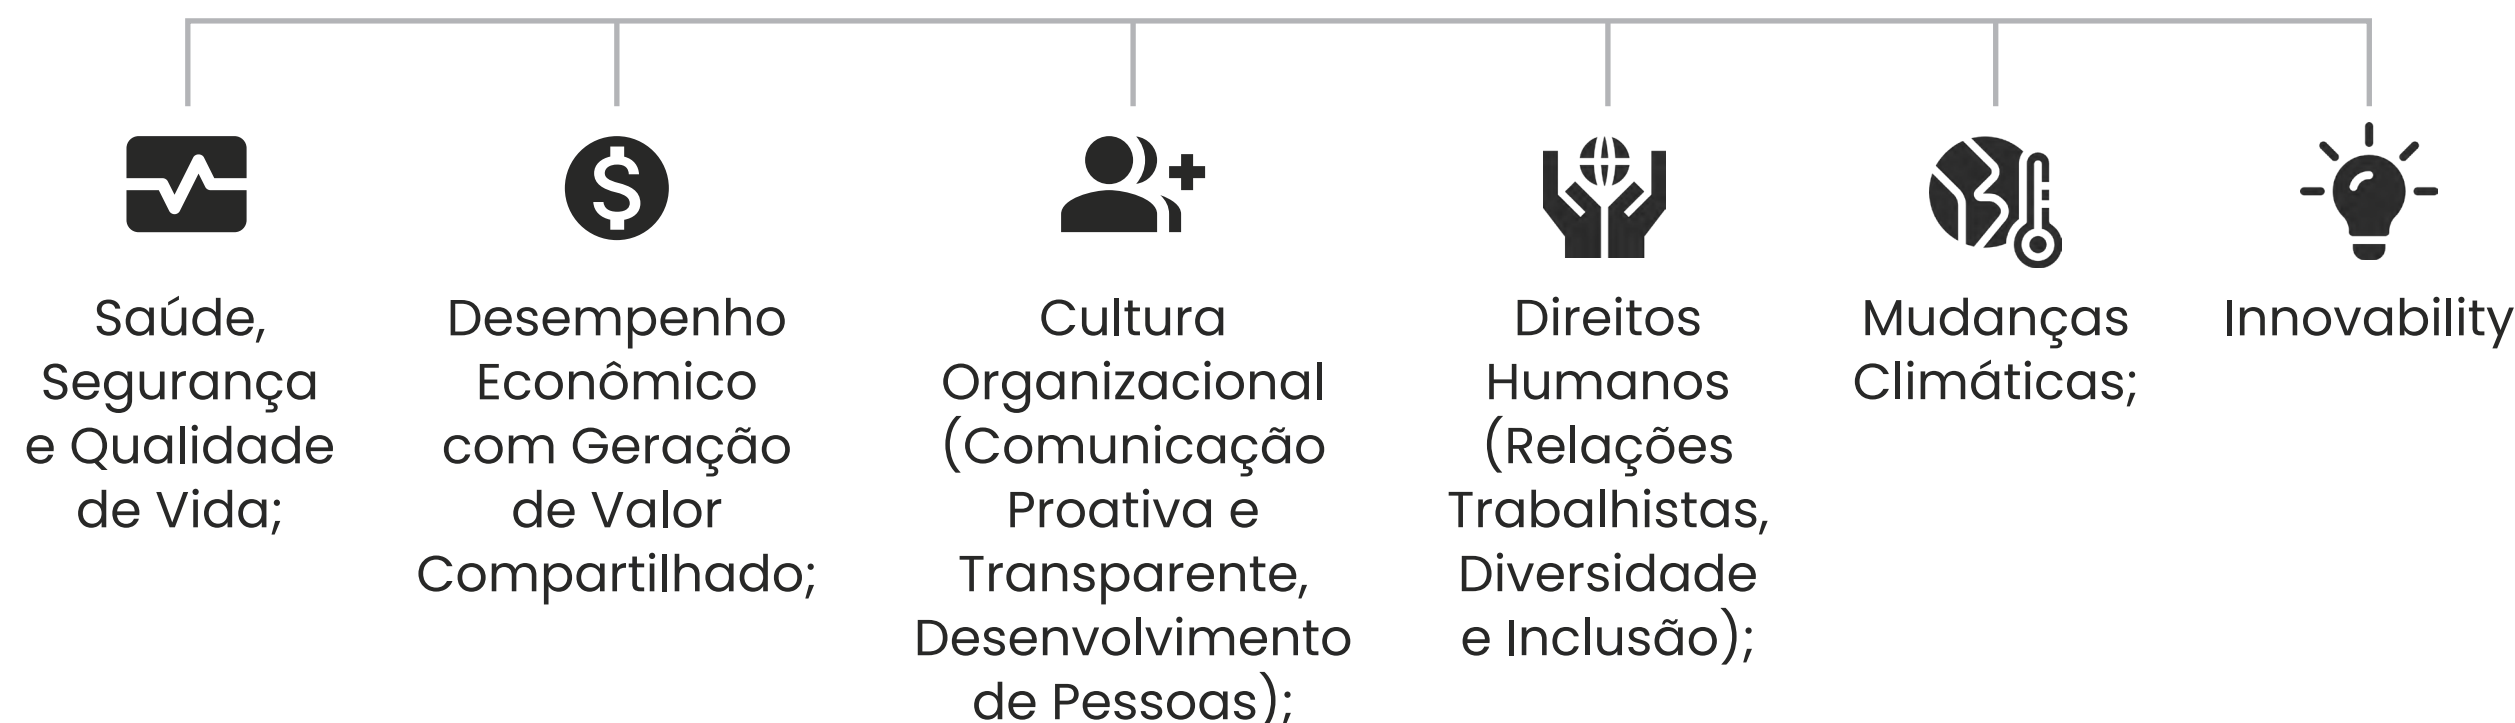 Saúde,
Segurança
e Qualidade
de Vida;
Desempenho
Econômico
com Geração
de Valor
Compartilhado;
Cultura
Organizacional
(Comunicação
Proativa e
Transparente,
Desenvolvimento
de Pessoas);
Direitos
Humanos
(Relações
Trabalhistas,
Diversidade
e Inclusão);
Mudanças
Climáticas;
Innovability